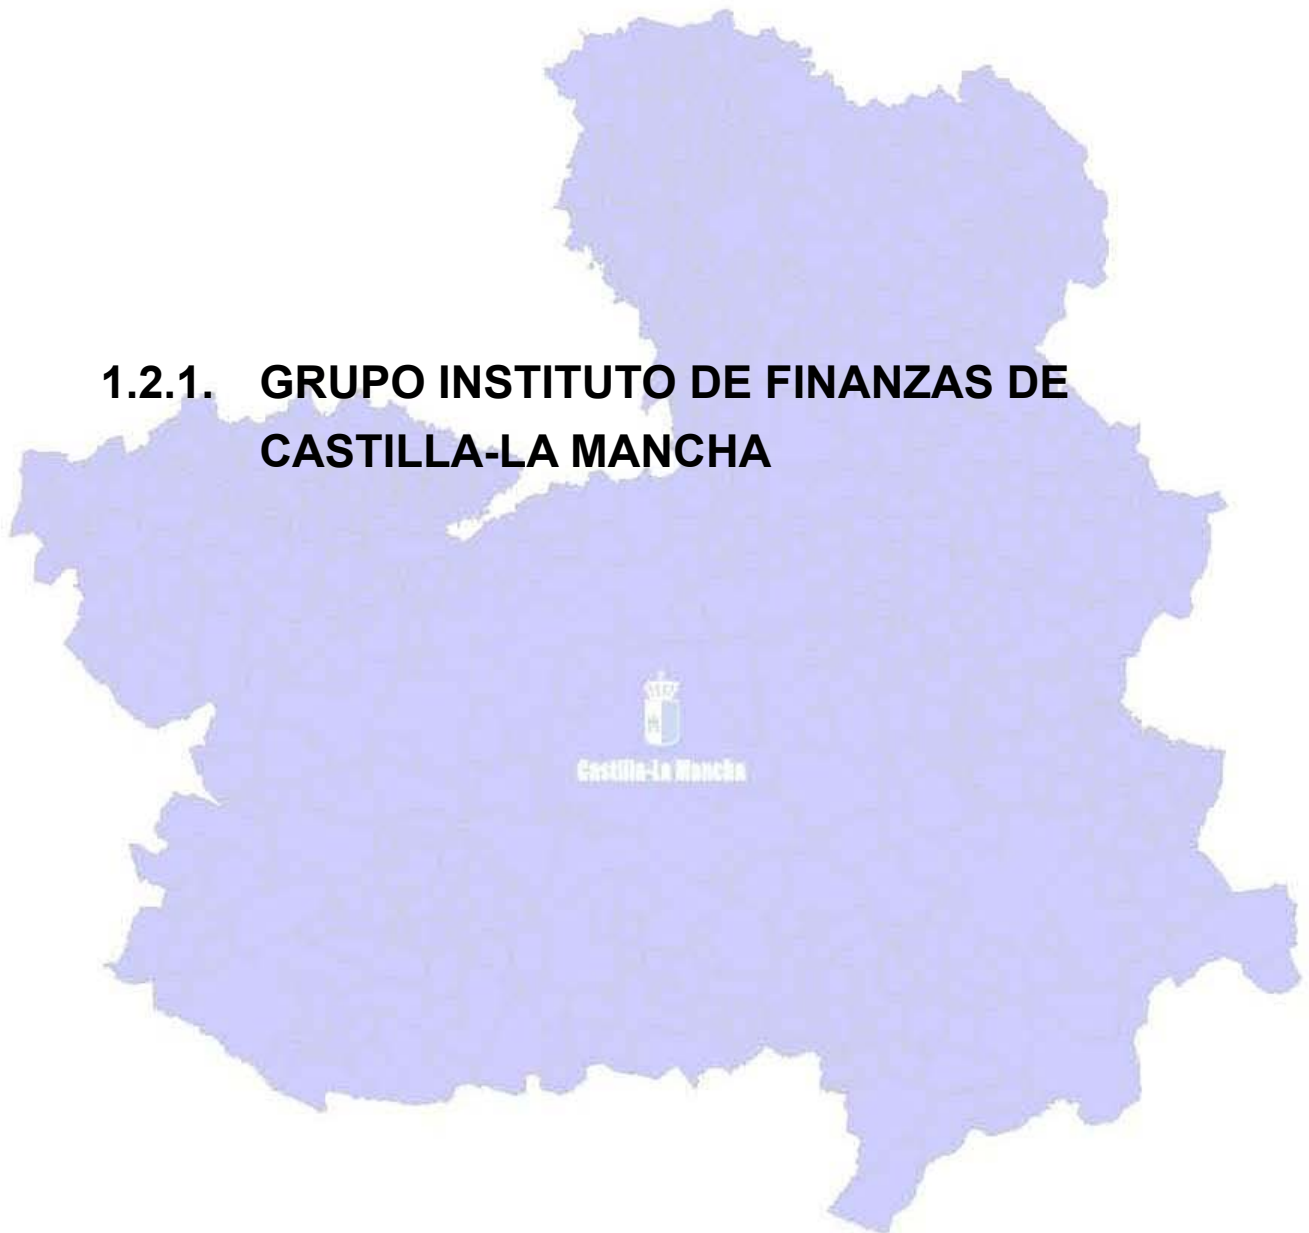 1.2.1. GRUPO INSTITUTO DE FINANZAS DE
CASTILLA-LA MANCHA
Castilla-La Mancha